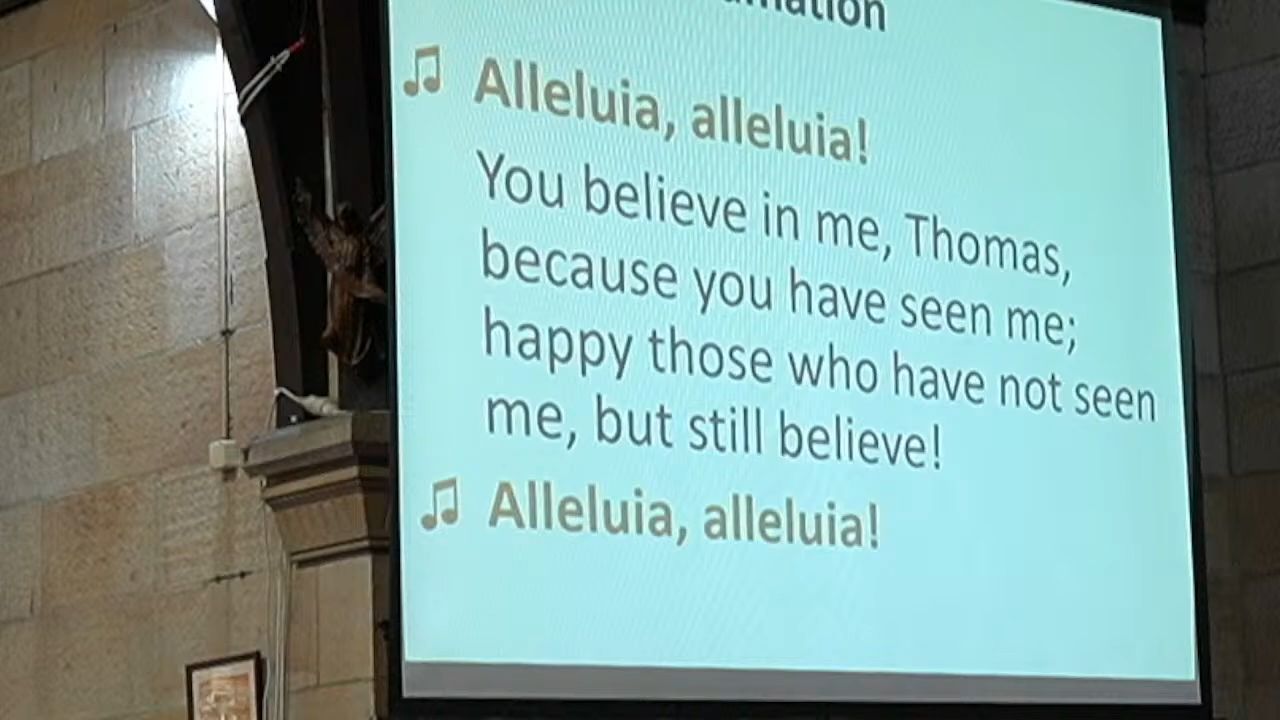 Alleluia, alleluia!
You believe in me, Thomas,
because you have seen me;
happy those who have not seen
me, but still believe!
Alleluia, alleluia!